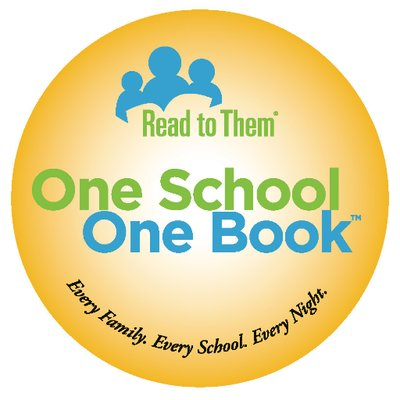 Read to Them®
One School
One Book™
Every Family. Every School. Every Night.